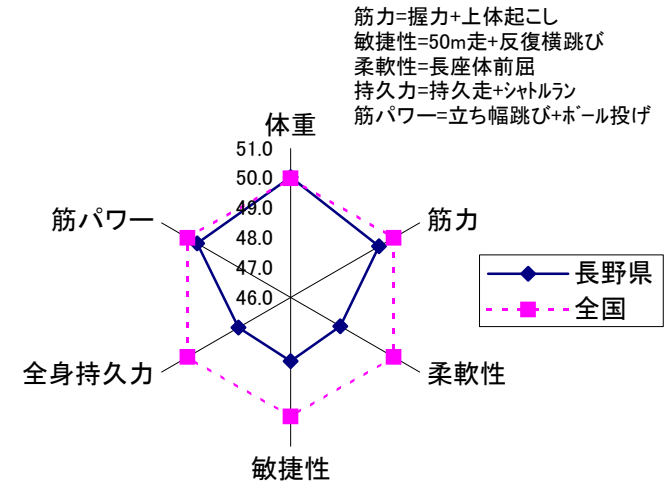 筋力=握力+上体起こし
敏捷性=50m走+反復横跳び
柔軟性=長座体前屈
持久力=持久走+ｼｬﾄﾙﾗﾝ
筋パワー=立ち幅跳び+ﾎﾞｰﾙ投げ
体重
51.0
50.0
49.0
48.0
47.0
46.0
筋パワー
筋力
長野県
全国
全身持久力
柔軟性
敏捷性